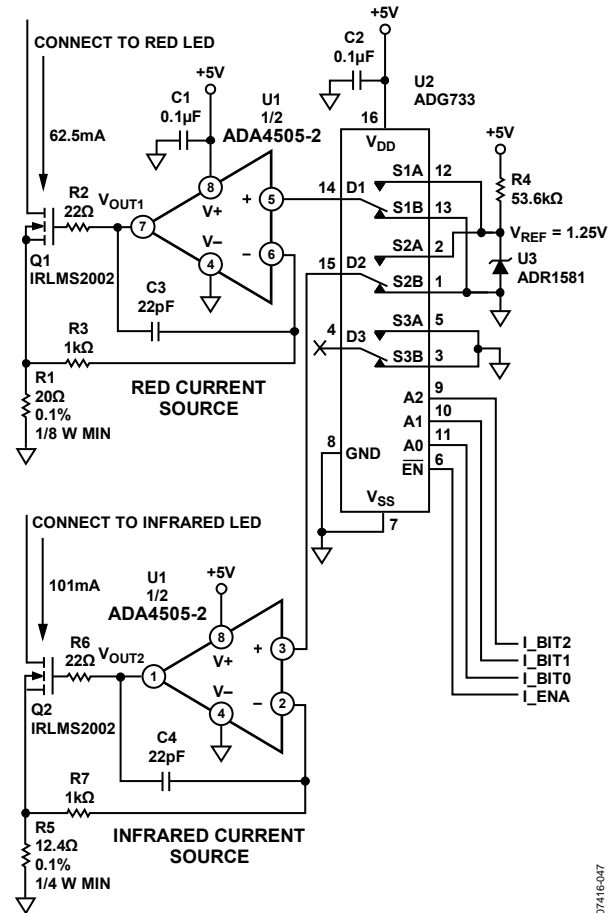 CONNECT TO RED LED
62.5mA
+5V
C1
0.1µF
U1
1/2
ADA4505-2
R2
22Ω
VOUT1
7
8
V+
V–
4
+
5
–
6
Q1
IRLMS2002
C3
22pF
R3
1kΩ
R1
20Ω
0.1%
1/8 W MIN
RED CURRENT
SOURCE
+5V
C2
0.1µF
U2
ADG733
16
VDD
14
D1
S1A
12
S1B
13
S2A
2
15
D2
S2B
1
S3A
5
4
D3
S3B
3
A2
9
A1
10
A0
11
EN
6
8
GND
VSS
7
+5V
R4
53.6kΩ
VREF = 1.25V
U3
ADR1581
I_BIT2
I_BIT1
I_BIT0
I_ENA
CONNECT TO INFRARED LED
101mA
U1
1/2
ADA4505-2
+5V
R6
22Ω
VOUT2
1
8
V+
V–
4
+
3
–
2
Q2
IRLMS2002
C4
22pF
R7
1kΩ
R5
12.4Ω
0.1%
1/4 W MIN
INFRARED CURRENT
SOURCE
07416-047